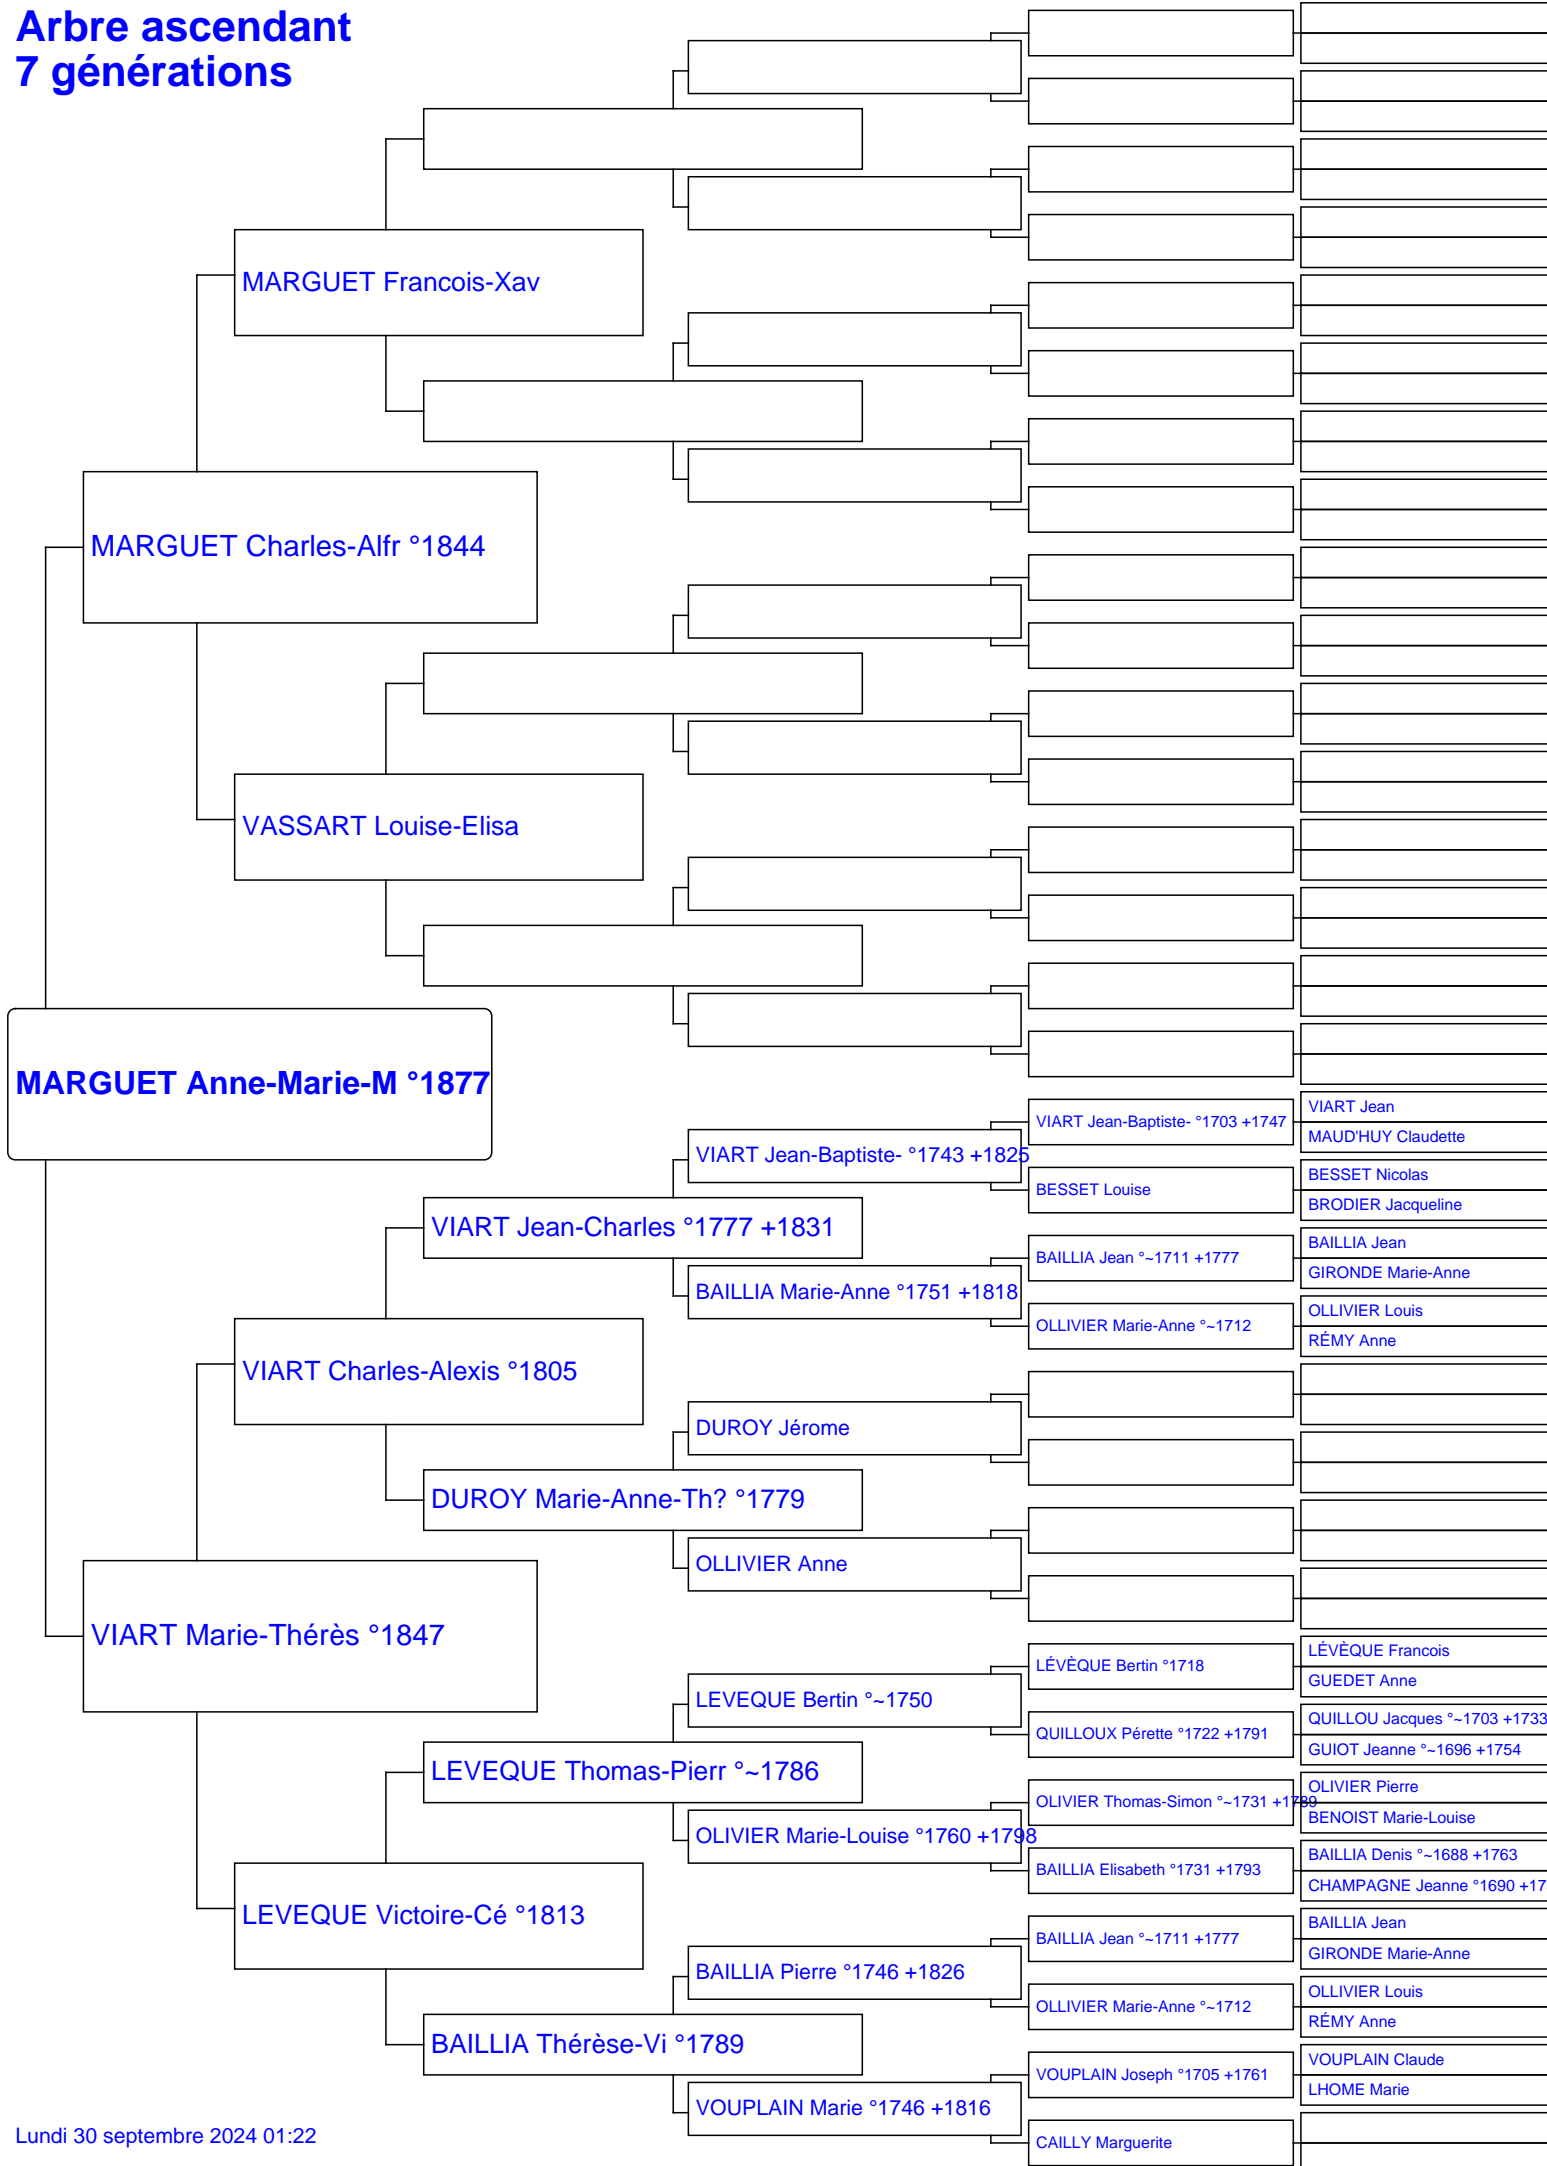 Arbre ascendant
7 générations
MARGUET Francois-Xav
MARGUET Charles-Alfr °1844
VASSART Louise-Elisa
MARGUET Anne-Marie-M °1877
VIART Jean
VIART Jean-Baptiste- °1703 +1747
MAUD'HUY Claudette
VIART Jean-Baptiste- °1743 +1825
BESSET Nicolas
BESSET Louise
BRODIER Jacqueline
VIART Jean-Charles °1777 +1831
BAILLIA Jean
BAILLIA Jean °~1711 +1777
GIRONDE Marie-Anne
BAILLIA Marie-Anne °1751 +1818
OLLIVIER Louis
OLLIVIER Marie-Anne °~1712
RÉMY Anne
VIART Charles-Alexis °1805
DUROY Jérome
DUROY Marie-Anne-Th? °1779
OLLIVIER Anne
VIART Marie-Thérès °1847
LÉVÈQUE Francois
LÉVÈQUE Bertin °1718
GUEDET Anne
LEVEQUE Bertin °~1750
QUILLOU Jacques °~1703 +1733
QUILLOUX Pérette °1722 +1791
GUIOT Jeanne °~1696 +1754
LEVEQUE Thomas-Pierr °~1786
OLIVIER Pierre
OLIVIER Thomas-Simon °~1731 +1789
BENOIST Marie-Louise
OLIVIER Marie-Louise °1760 +1798
BAILLIA Denis °~1688 +1763
BAILLIA Elisabeth °1731 +1793
CHAMPAGNE Jeanne °1690 +17
LEVEQUE Victoire-Cé °1813
BAILLIA Jean
BAILLIA Jean °~1711 +1777
GIRONDE Marie-Anne
BAILLIA Pierre °1746 +1826
OLLIVIER Louis
OLLIVIER Marie-Anne °~1712
RÉMY Anne
BAILLIA Thérèse-Vi °1789
VOUPLAIN Claude
VOUPLAIN Joseph °1705 +1761
LHOME Marie
VOUPLAIN Marie °1746 +1816
CAILLY Marguerite
Lundi 30 septembre 2024 01:22